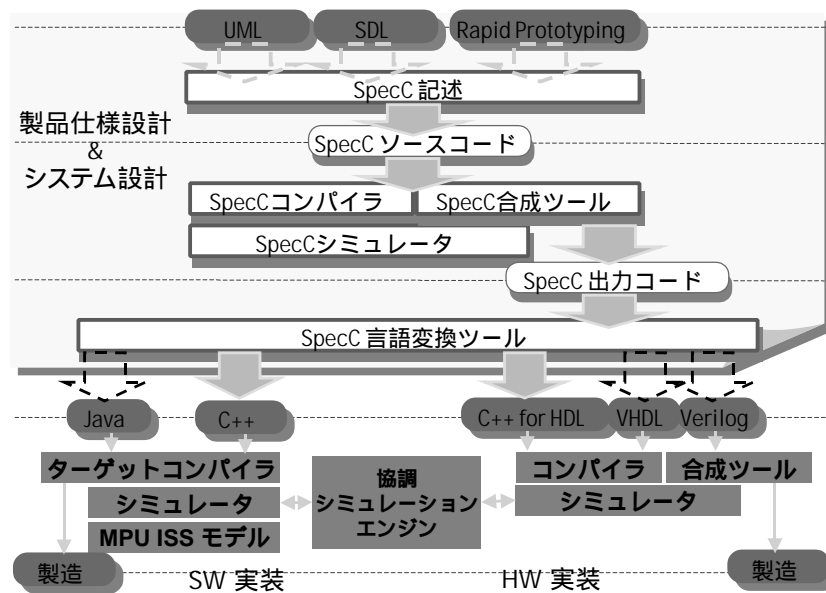 UML
SDL
Rapid Prototyping
SpecC 記述
製品仕様設計
&
システム設計
SpecC ソースコード
SpecCコンパイラ
SpecC合成ツール
SpecCシミュレータ
SpecC 出力コード
SpecC 言語変換ツール
Java
C++
C++ for HDL
VHDL
Verilog
ターゲットコンパイラ
シミュレータ
MPU ISS モデル
協調
シミュレーション
エンジン
コンパイラ
合成ツール
シミュレータ
製造
SW 実装
HW 実装
製造